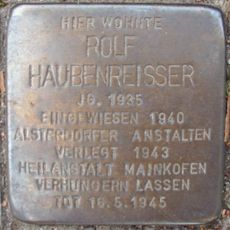 HIER WOHNTE
ROLF
HAUBENREISSER
JG. 1935
EINGEWIESEN 1940
ALSTERDORFER ANSTALTEN
VERLEGT 1943
HEILANSTALT MAINKOFEN
VERHUNGERN LASSEN
TOT 16.5.1945